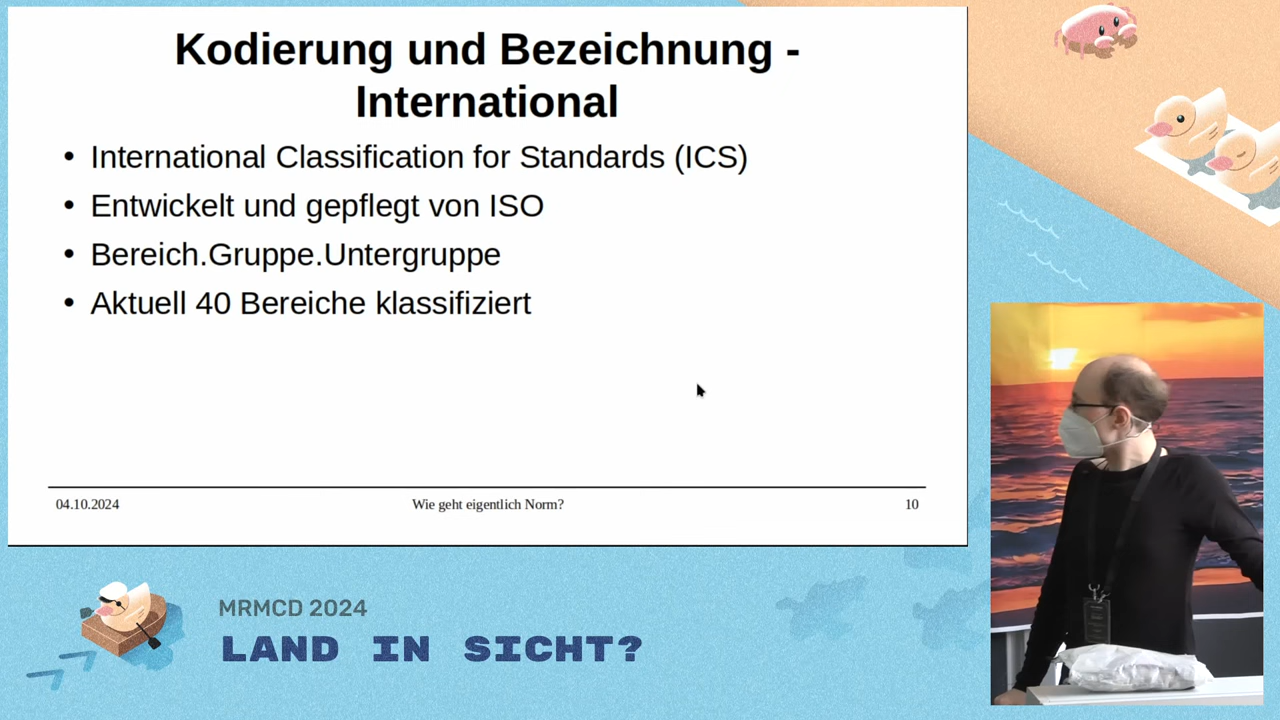 Kodierung und Bezeichnung -
International
• International Classification for Standards (ICS)
• Entwickelt und gepflegt von ISO
• Bereich.Gruppe.Untergruppe
• Aktuell 40 Bereiche klassifiziert
04.10.2024 Wie geht eigentlich Norm? 10
MRMCD 2024
LAND IN SICHT?